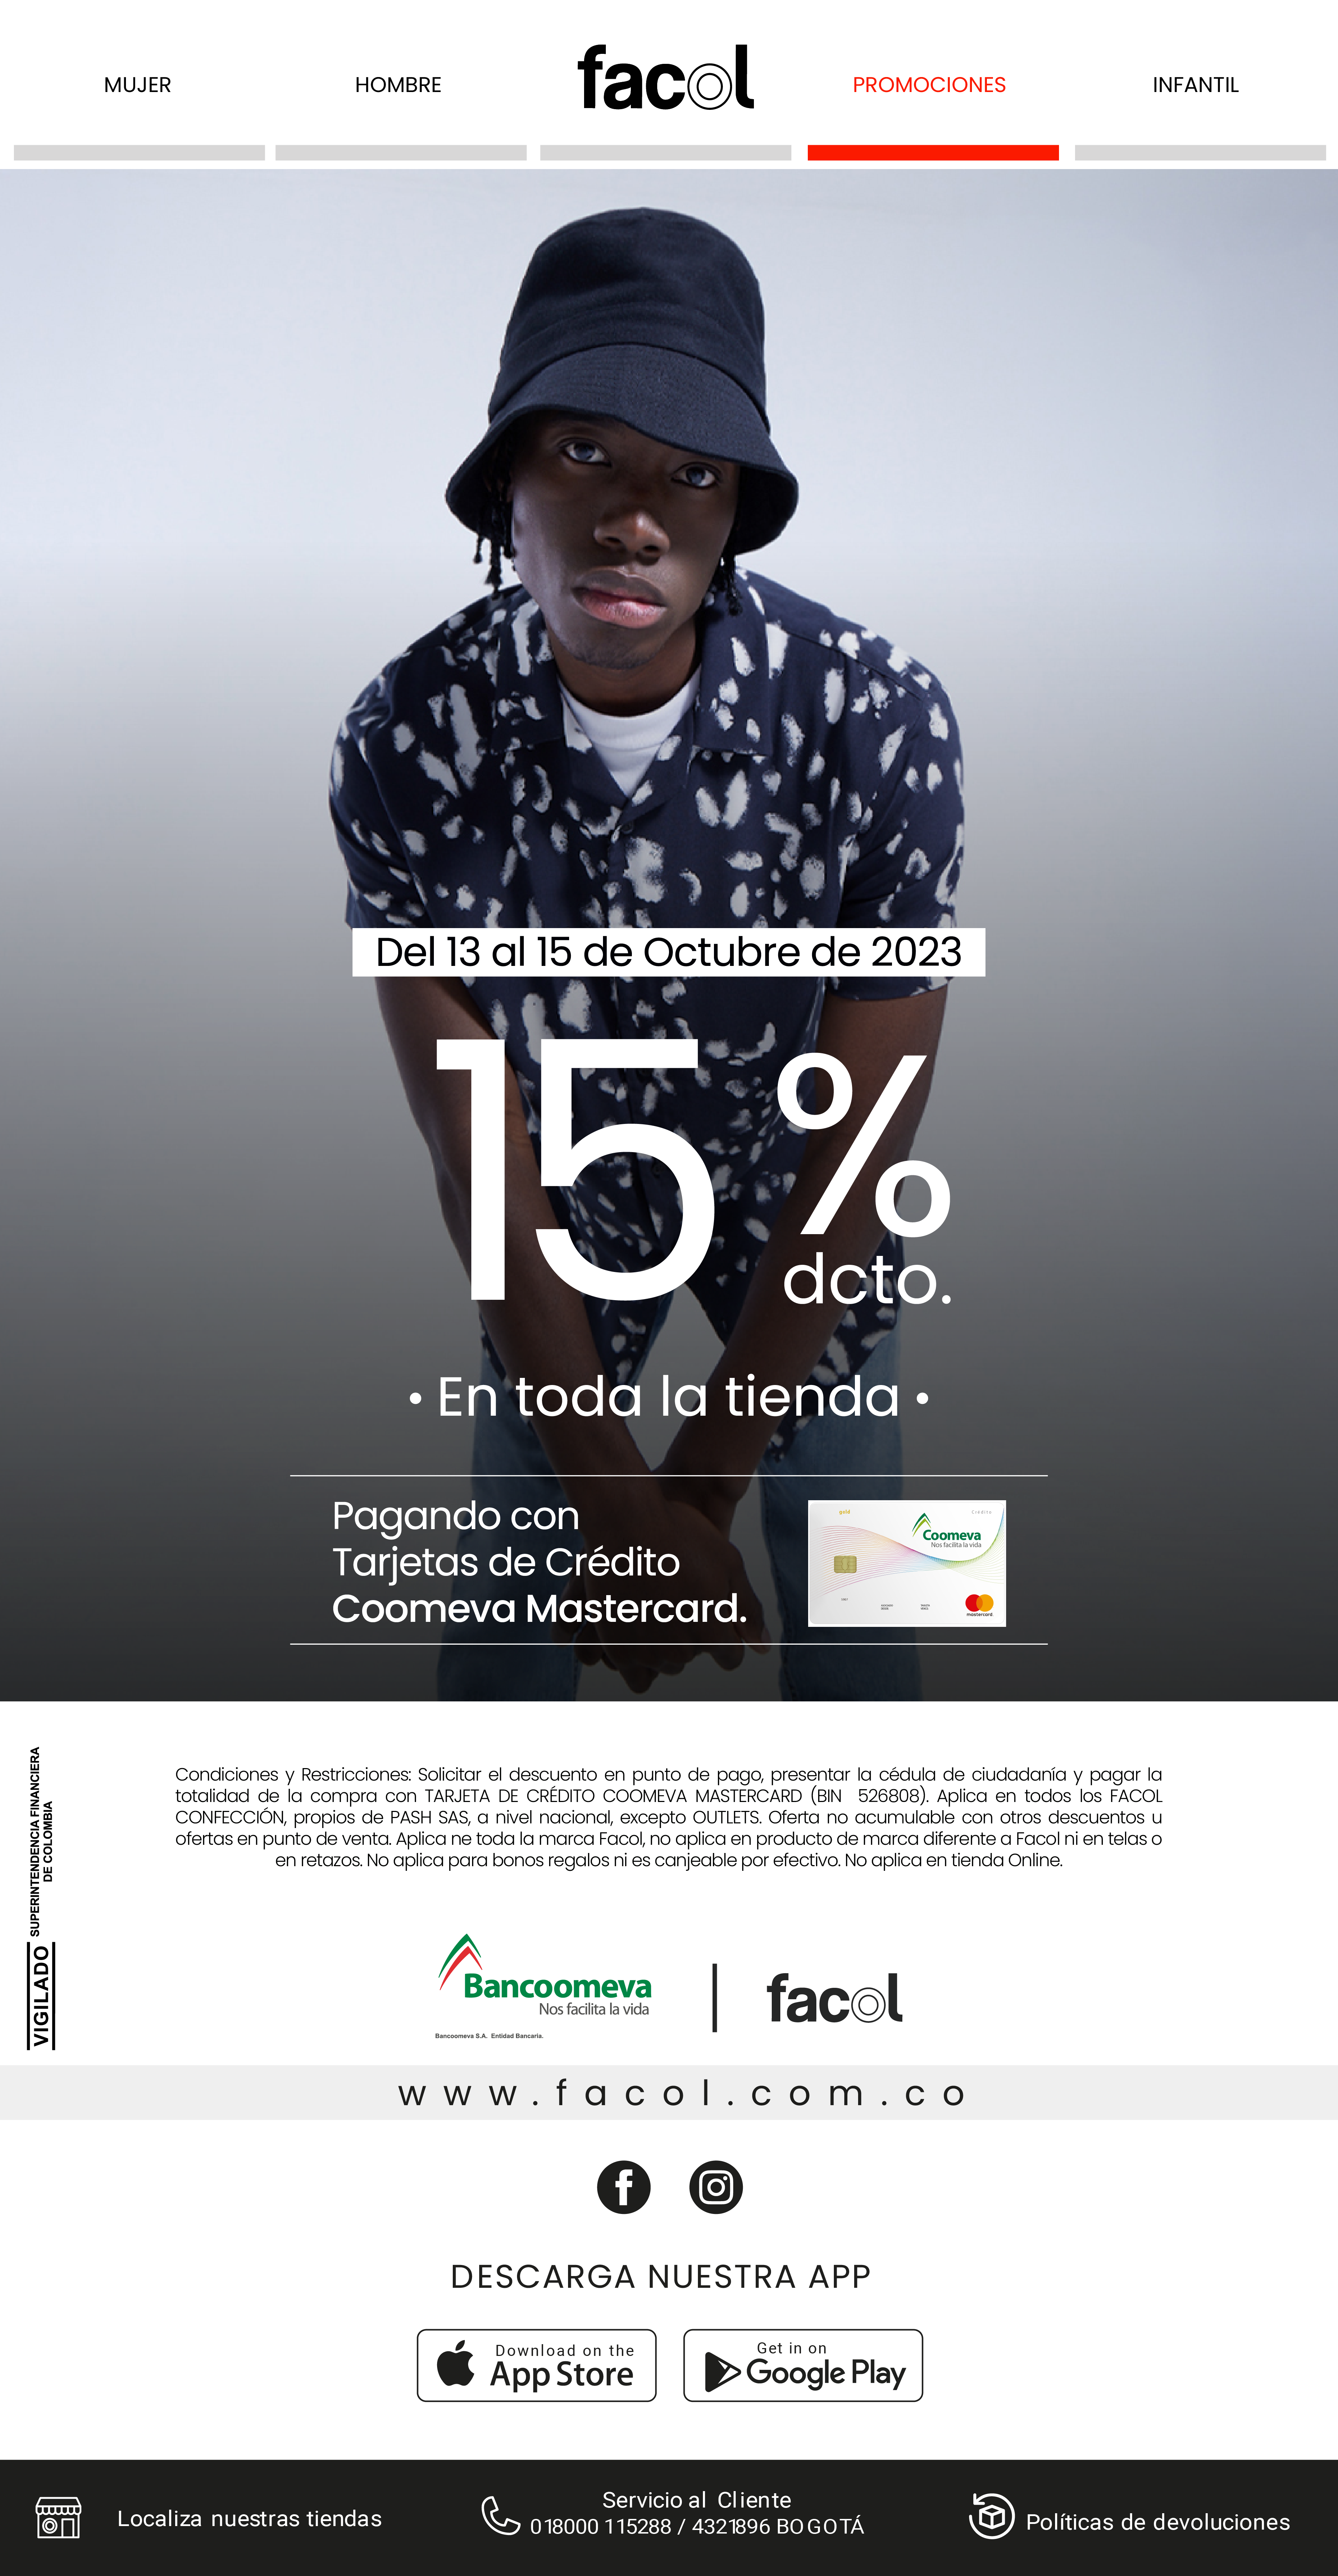 MUJER
HOMBRE
facol
PROMOCIONES
INFANTIL
Del 13 al 15 de Octubre de 2023
15%
dcto.
• En toda la tienda •
Pagando con
Tarjetas de Crédito
Coomeva Mastercard.
gold
Crédito
Coomeva
Nos facilita la vida
mastercard
Condiciones y Restricciones: Solicitar el descuento en punto de pago, presentar la cédula de ciudadanía y pagar la
totalidad de la compra con TARJETA DE CRÉDITO COOMEVA MASTERCARD (BIN 526808). Aplica en todos los FACOL
CONFECCIÓN, propios de PASH SAS, a nivel nacional, excepto OUTLETS. Oferta no acumulable con otros descuentos u
ofertas en punto de venta. Aplica ne toda la marca Facol, no aplica en producto de marca diferente a Facol ni en telas o
en retazos. No aplica para bonos regalos ni es canjeable por efectivo. No aplica en tienda Online.
VIGILADO
SUPERINTENDENCIA FINANCIERA
DE COLOMBIA
Bancoomeva
Nos facilita la vida
Bancoomeva S.A. Entidad Bancaria.
facol
www.facol.com.co
DESCARGA NUESTRA APP
Download on the
App Store
Get in on
Google Play
Localiza nuestras tiendas
Servicio al Cliente
018000 115288 / 4321896 BOGOTÁ
Políticas de devoluciones